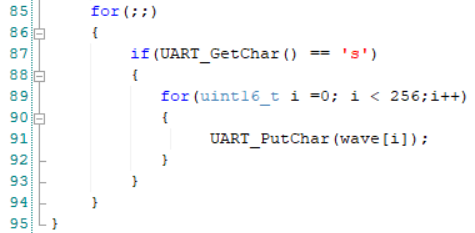 85 for(;;)
86 {
87 if(UART_GetChar() == 's')
88 {
89 for(uint16_t i =0; i < 256;i++)
90 {
91 UART_PutChar(wave[i]);
92 }
93 }
94 }
95 }